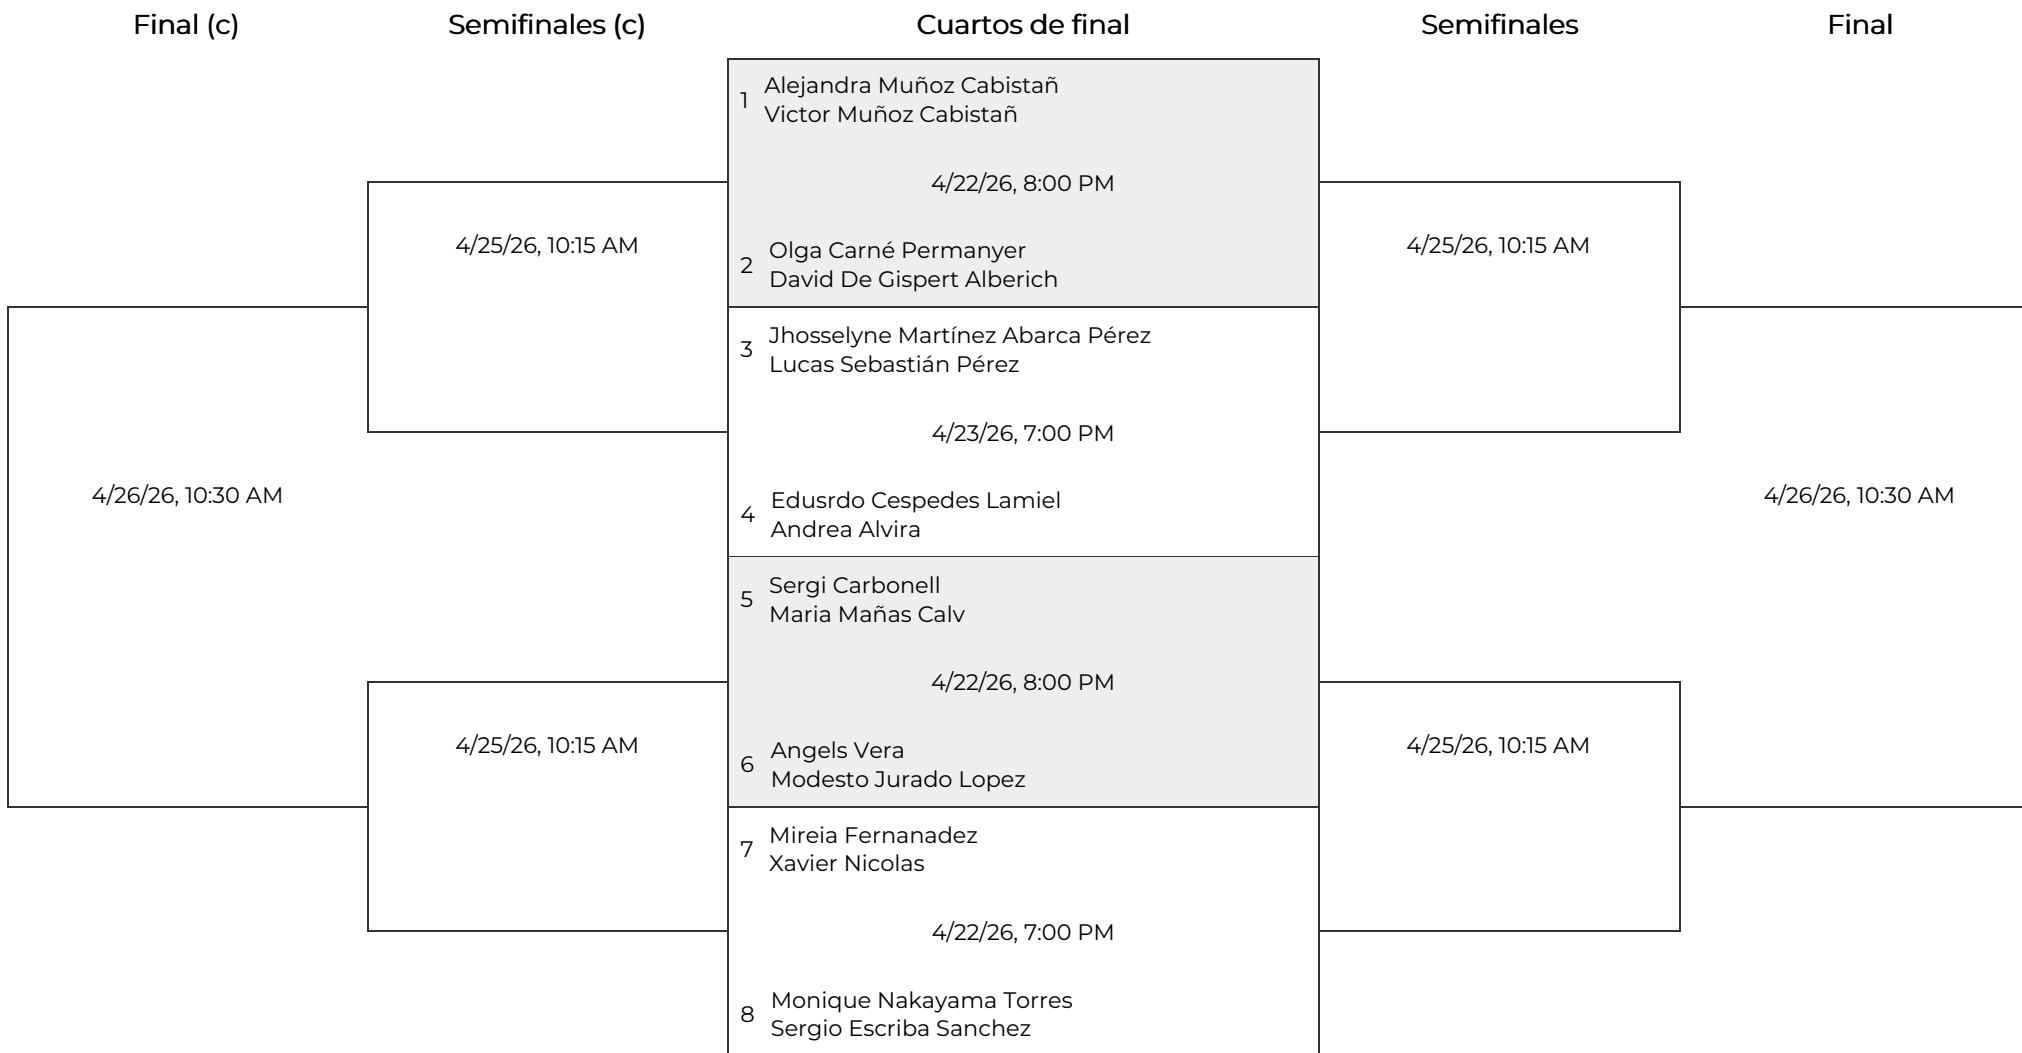 Final (c)
Semifinales (c)
Cuartos de final
Semifinales
Final
1
Alejandra Muñoz Cabistañ
Victor Muñoz Cabistañ
4/22/26, 8:00 PM
2
Olga Carné Permanyer
David De Gispert Alberich
4/25/26, 10:15 AM
4/25/26, 10:15 AM
3
Jhosselyne Martínez Abarca Pérez
Lucas Sebastián Pérez
4/23/26, 7:00 PM
4
Edusrdo Cespedes Lamiel
Andrea Alvira
4/26/26, 10:30 AM
4/26/26, 10:30 AM
5
Sergi Carbonell
Maria Mañas Calv
4/22/26, 8:00 PM
6
Angels Vera
Modesto Jurado Lopez
4/25/26, 10:15 AM
4/25/26, 10:15 AM
7
Mireia Fernanadez
Xavier Nicolas
4/22/26, 7:00 PM
8
Monique Nakayama Torres
Sergio Escriba Sanchez